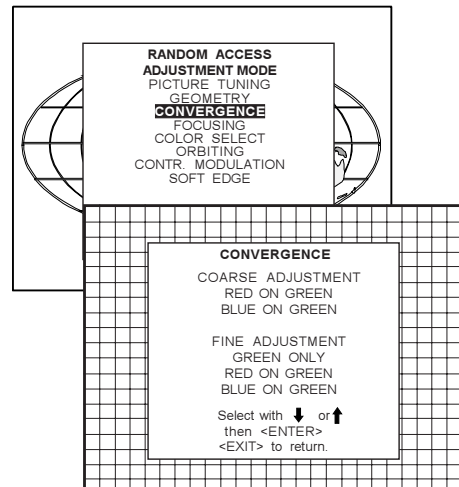 RANDOM ACCESS
ADJUSTMENT MODE
PICTURE TUNING
GEOMETRY
CONVERGENCE
FOCUSING
COLOR SELECT
ORBITING
CONTR. MODULATION
SOFT EDGE
CONVERGENCE
COARSE ADJUSTMENT
RED ON GREEN
BLUE ON GREEN
FINE ADJUSTMENT
GREEN ONLY
RED ON GREEN
BLUE ON GREEN
Select with ⬇ or ⬆
then <ENTER>
<EXIT> to return.